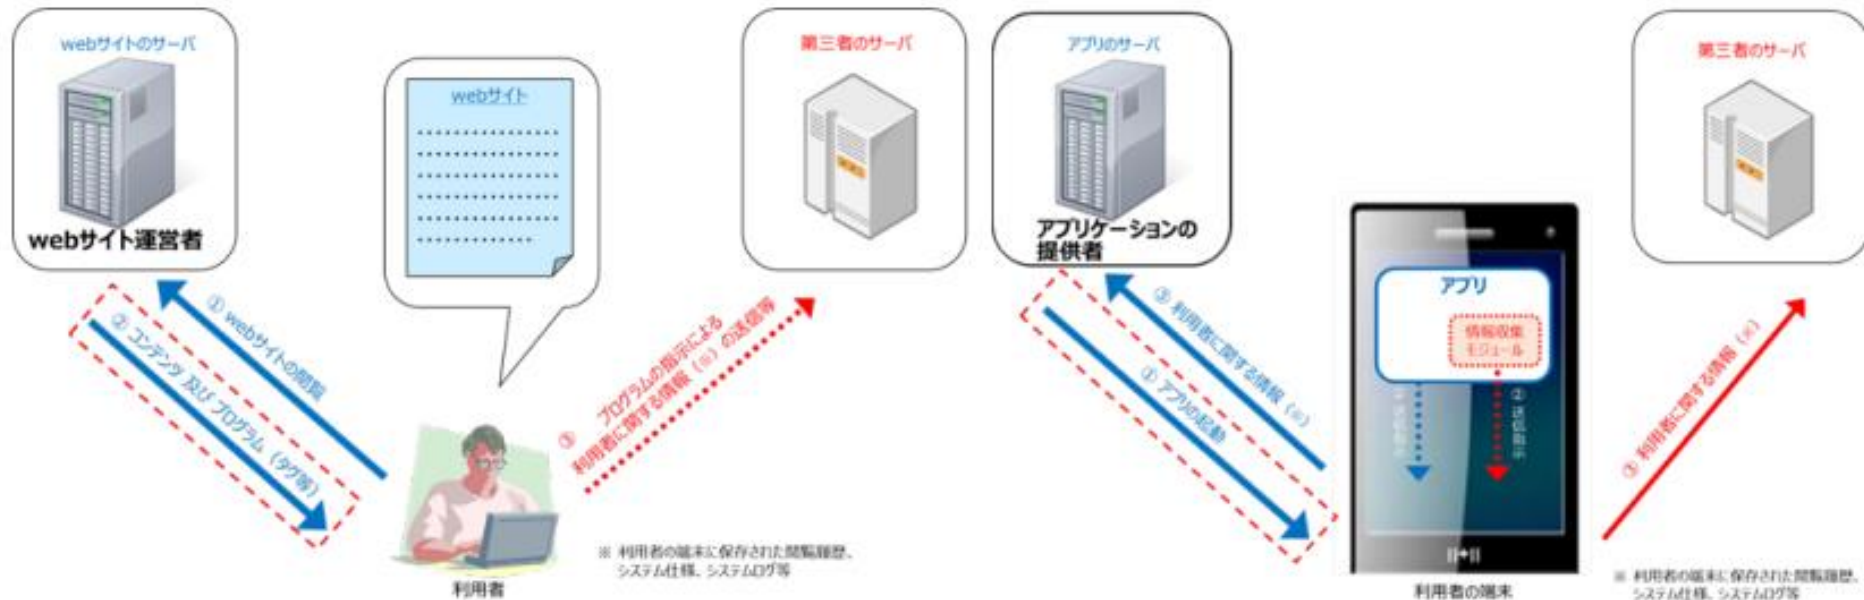 webサイトのサーバ
webサイト運営者
① webサイトの閲覧
② コンテンツ 及び プログラム (タグ等)
webサイト
利用者
③ プログラムの指示による
利用者に関する情報 (※) の送信等
第三者のサーバ
※ 利用者の端末に保存された閲覧履歴、
システム仕様、システムログ等
アプリのサーバ
アプリケーションの
提供者
③ 利用者に関する情報 (※)
① アプリの起動
アプリ
情報収集
モジュール
② 送信指示
利用者の端末
第三者のサーバ
③ 利用者に関する情報 (※)
※ 利用者の端末に保存された閲覧履歴、
システム仕様、システムログ等